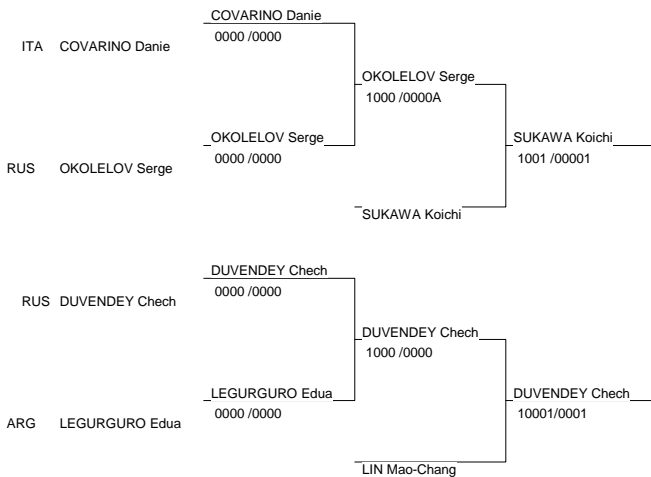 COVARINO Danie
0000 /0000
ITA COVARINO Danie
OKOLELOV Serge
1000 /0000A
OKOLELOV Serge
0000 /0000
SUKAWA Koichi
1001 /00001
RUS OKOLELOV Serge
SUKAWA Koichi
DUVENDEY Chech
0000 /0000
RUS DUVENDEY Chech
DUVENDEY Chech
1000 /0000
LEGURGURO Edua
0000 /0000
DUVENDEY Chech
10001/0001
ARG LEGURGURO Edua
LIN Mao-Chang